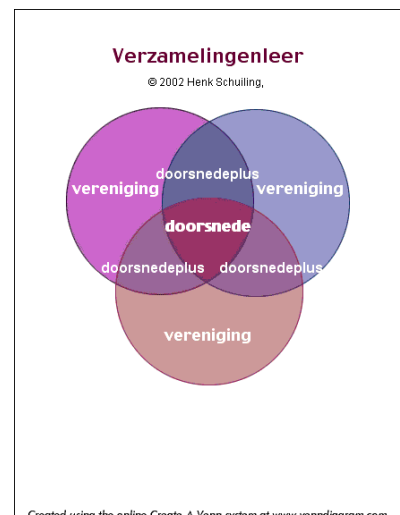 Verzamelingenleer
© 2002 Henk Schuiling,
doorsnedeplus
vereniging vereniging
doorsnede
doorsnedeplus doorsnedeplus
vereniging
Created using the online Create A Venn system at www.venndiagram.com